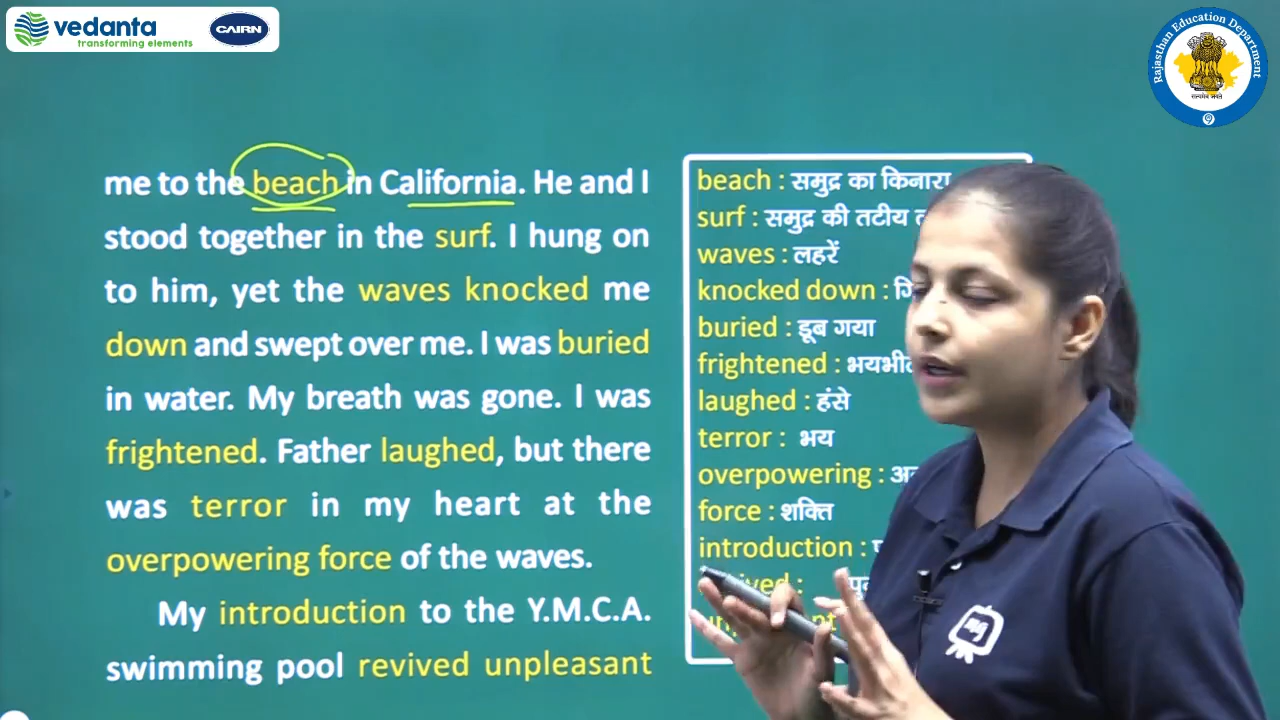 vedanta
transforming elements
CAIRN
Rajasthan Education Department
सत्यमेव जयते
me to the beach in California. He and I
stood together in the surf. I hung on
to him, yet the waves knocked me
down and swept over me. I was buried
in water. My breath was gone. I was
frightened. Father laughed, but there
was terror in my heart at the
overpowering force of the waves.
My introduction to the Y.M.C.A.
swimming pool revived unpleasant
beach : समुद्र का किनारा
surf : समुद्र की तटीय
waves : लहरें
knocked down :
buried : डूब गया
frightened :
laughed : हंसे
terror : भय
overpowering :
force : शक्ति
introduction :